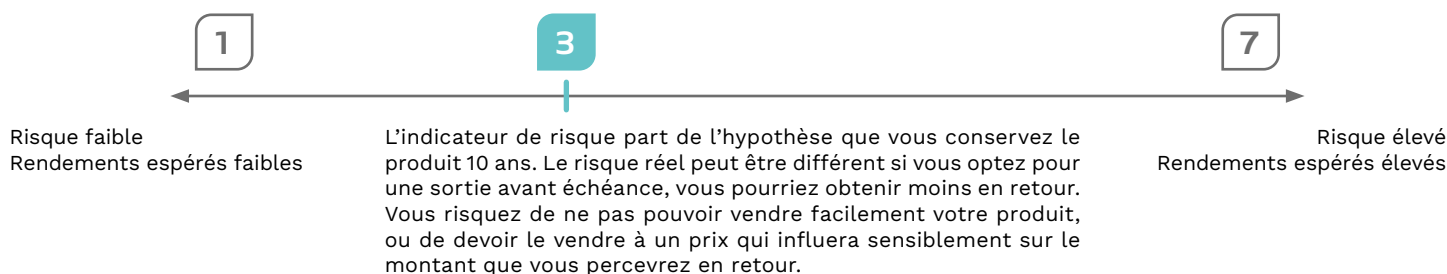 1
3
7
Risque faible
Rendements espérés faibles
L'indicateur de risque part de l'hypothèse que vous conservez le
produit 10 ans. Le risque réel peut être différent si vous optez pour
une sortie avant échéance, vous pourriez obtenir moins en retour.
Vous risquez de ne pas pouvoir vendre facilement votre produit,
ou de devoir le vendre à un prix qui influera sensiblement sur le
montant que vous percevrez en retour.
Risque élevé
Rendements espérés élevés